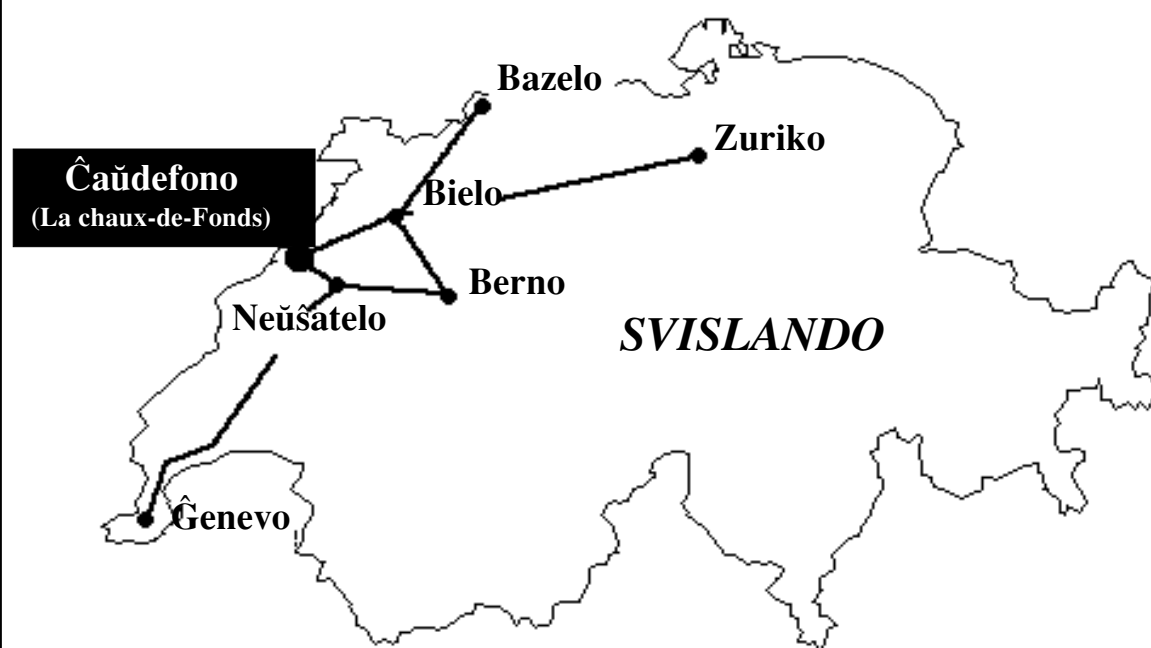 Bazelo
Zuriko
Ĉaŭdefono
(La chaux-de-Fonds)
Bielo
Berno
Neŭŝatelo
SVISLANDO
Ĝenevo